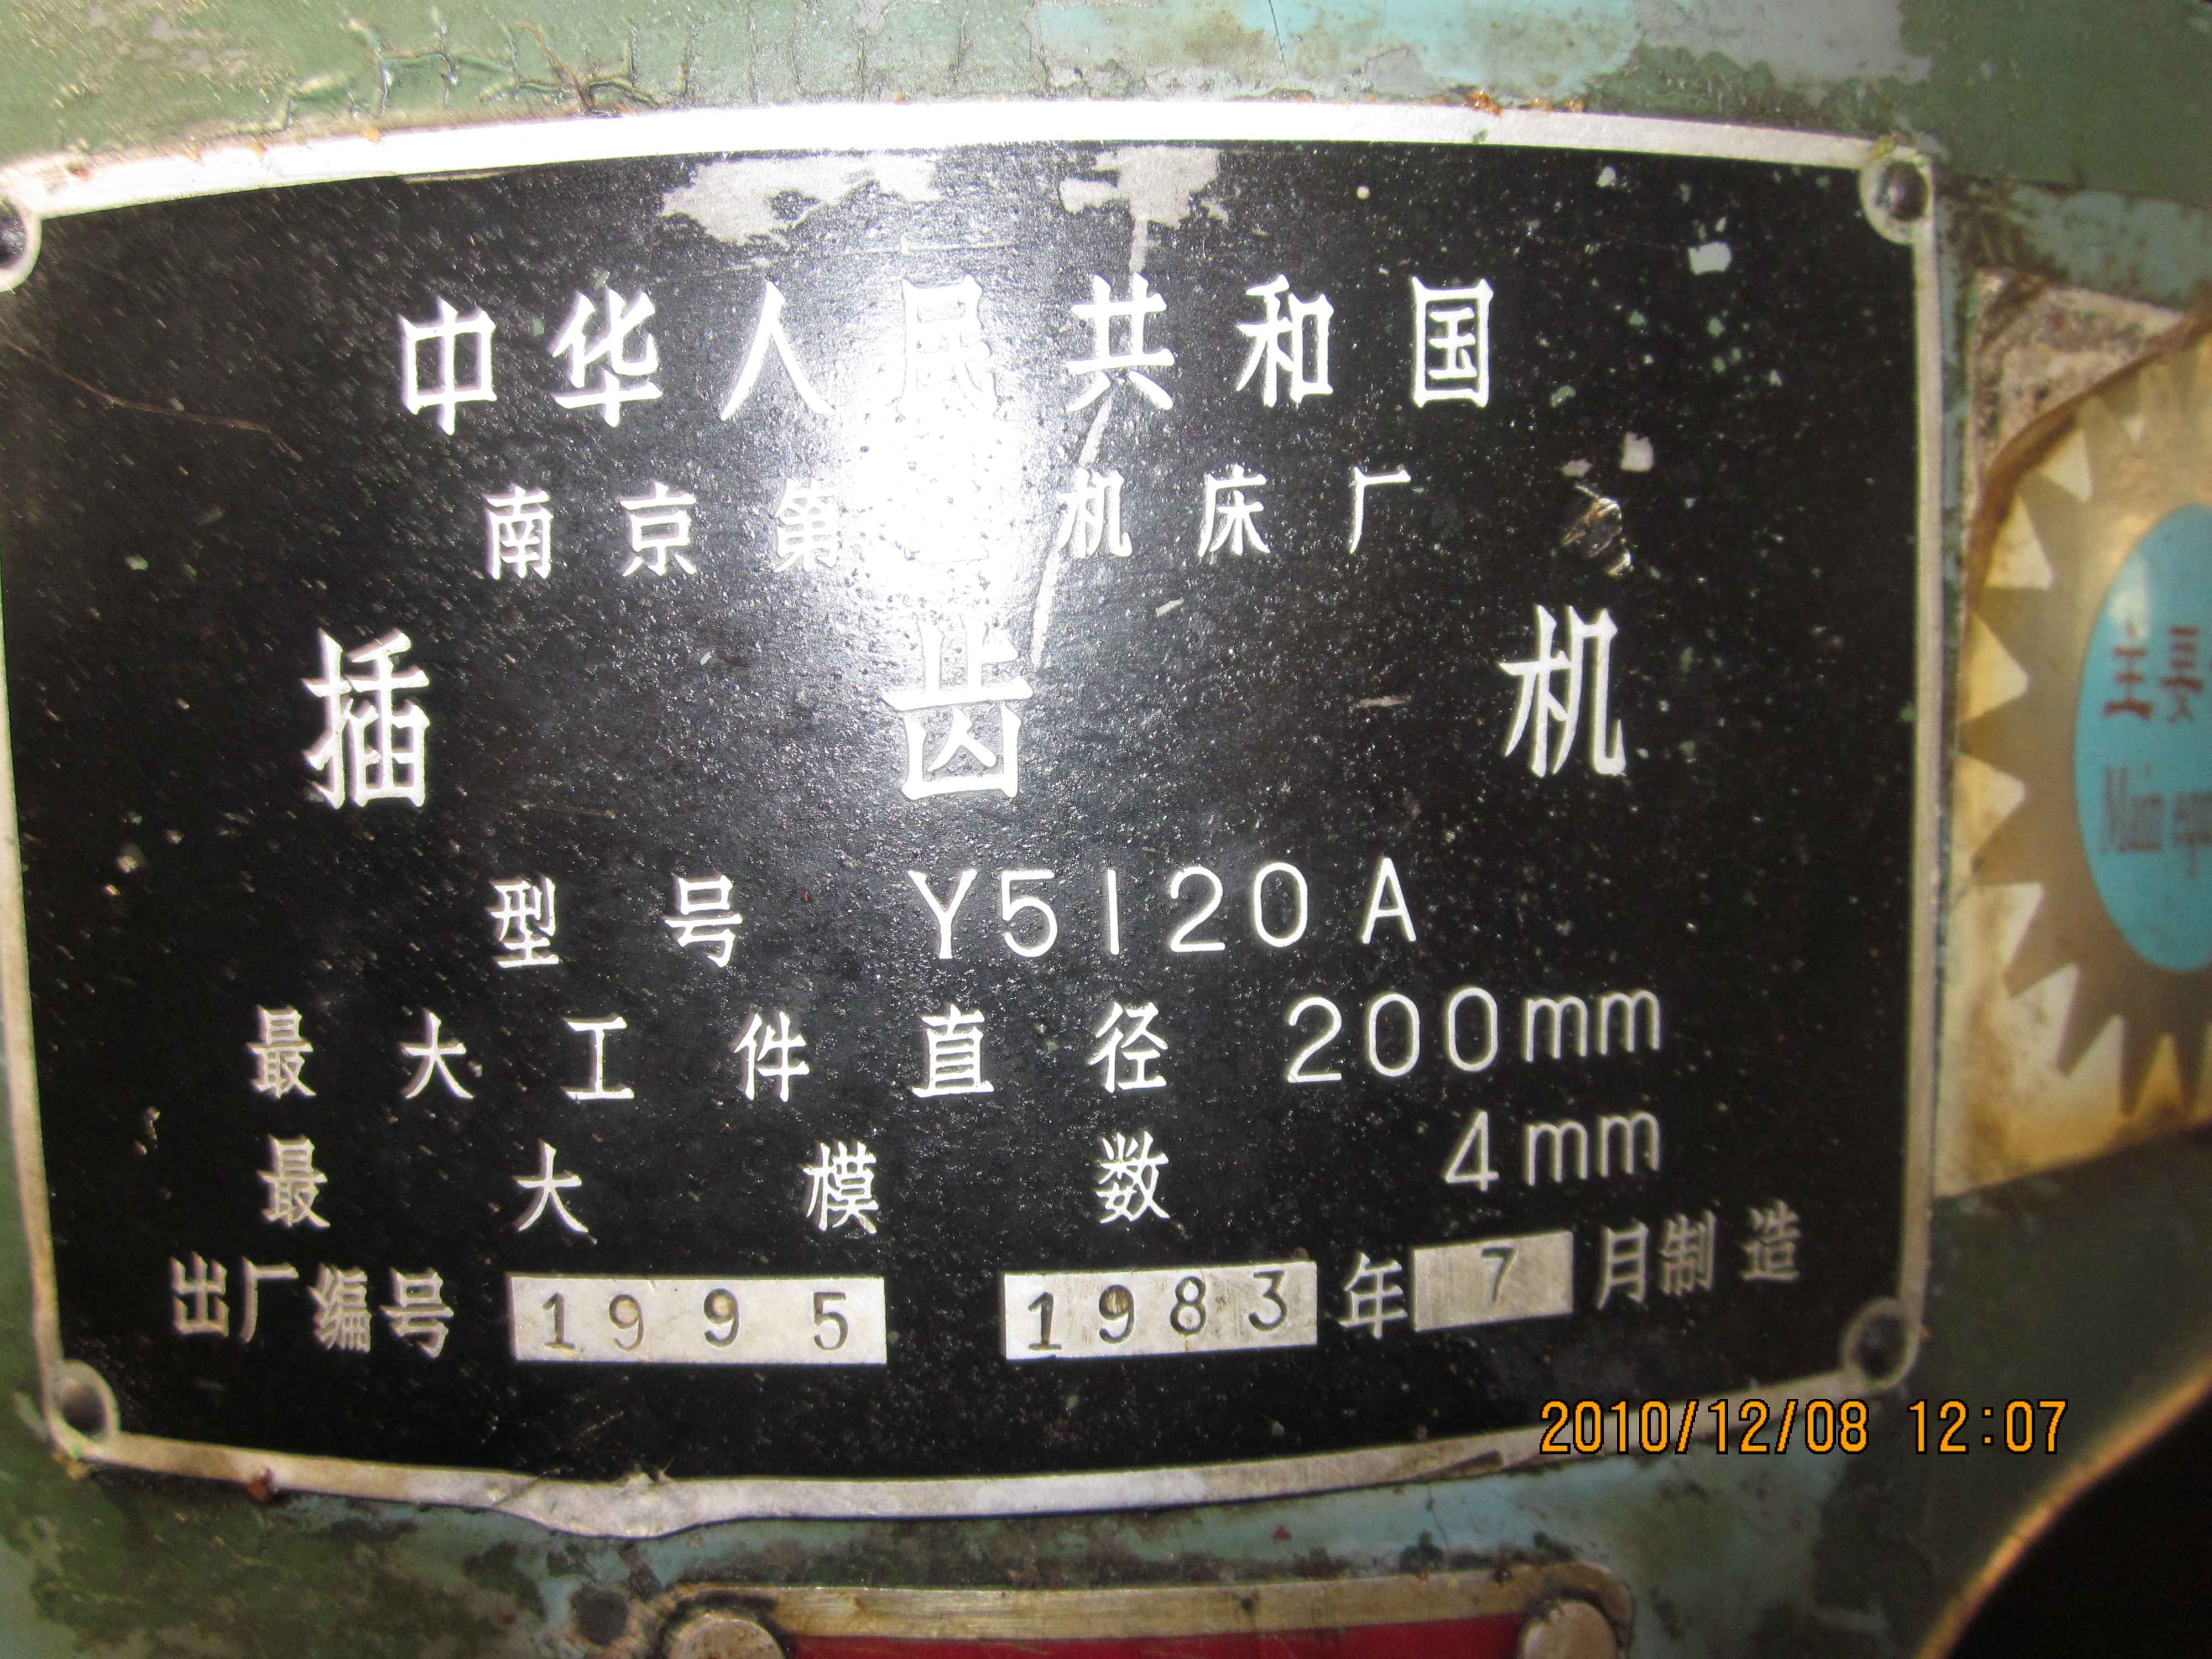 中华人民共和国
南京第二机床厂
插齿机
型号 Y5120A
最大工件直径 200mm
最大模数 4mm
出厂编号 1995 1983年7月制造
2010/12/08 12:07
Main